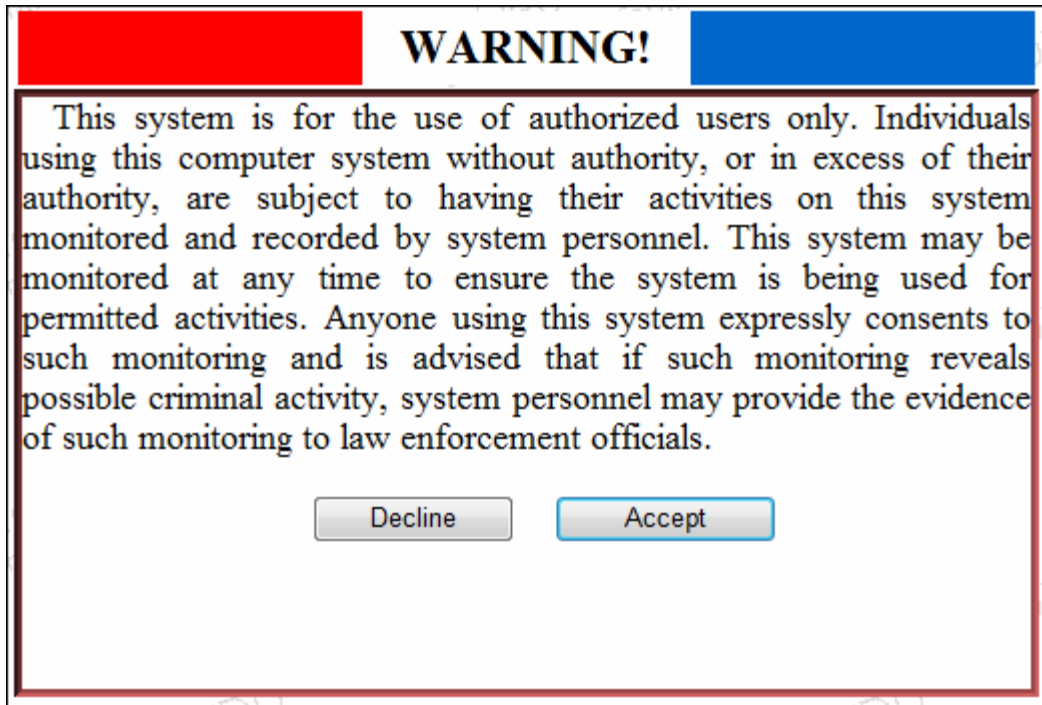 WARNING!
This system is for the use of authorized users only. Individuals
using this computer system without authority, or in excess of their
authority, are subject to having their activities on this system
monitored and recorded by system personnel. This system may be
monitored at any time to ensure the system is being used for
permitted activities. Anyone using this system expressly consents to
such monitoring and is advised that if such monitoring reveals
possible criminal activity, system personnel may provide the evidence
of such monitoring to law enforcement officials.
Decline Accept